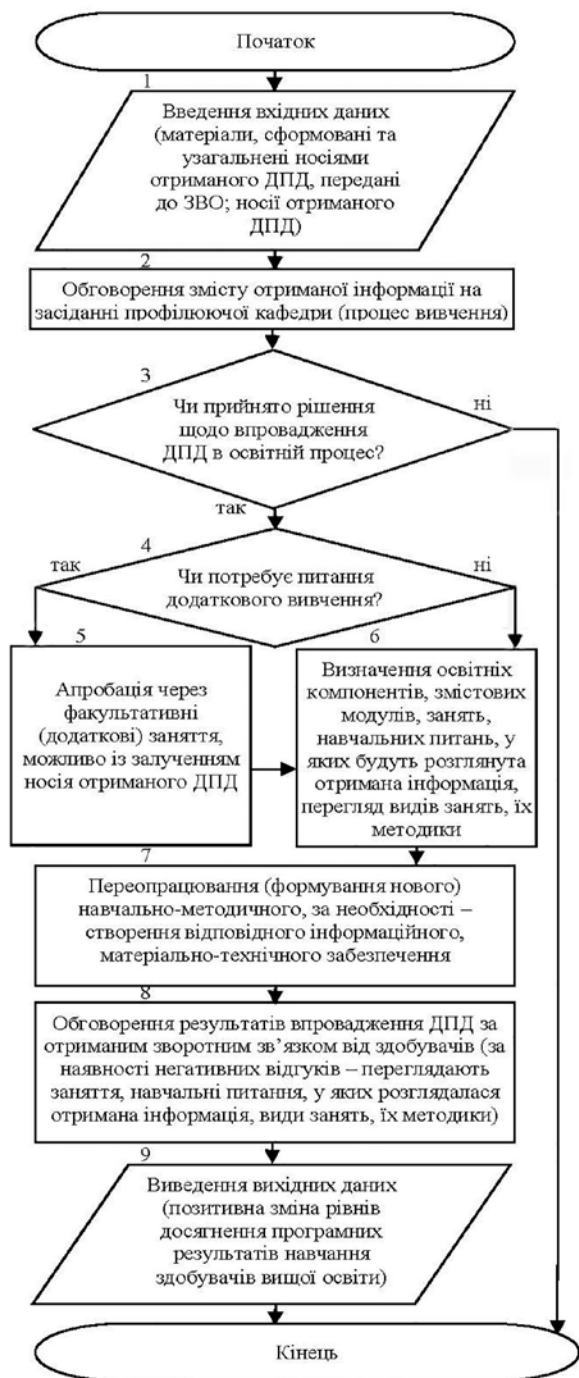 Початок
1
Введення вхідних даних
(матеріали, сформовані та
узагальнені носіями
отриманого ДПД, передані
до ЗВО; носії отриманого
ДПД)
2
Обговорення змісту отриманої інформації на
засіданні профілюючої кафедри (процес вивчення)
3
ні
Чи прийнято рішення
щодо впровадження
ДПД в освітній процес?
так
4
так
ні
Чи потребує питання
додаткового вивчення?
5
Апробація через
факультативні
(додаткові) заняття,
можливо із залученням
носія отриманого ДПД
6
Визначення освітніх
компонентів, змістових
модулів, занять,
навчальних питань, у
яких будуть розглянута
отримана інформація,
перегляд видів занять, їх
методики
7
Переопрацювання (формування нового)
навчально-методичного, за необхідності –
створення відповідного інформаційного,
матеріально-технічного забезпечення
8
Обговорення результатів впровадження ДПД за
отриманим зворотним зв’язком від здобувачів (за
наявності негативних відгуків – переглядають
заняття, навчальні питання, у яких розглядалася
отримана інформація, види занять, їх методики)
9
Виведення вихідних даних
(позитивна зміна рівнів
досягнення програмних
результатів навчання
здобувачів вищої освіти)
Кінець